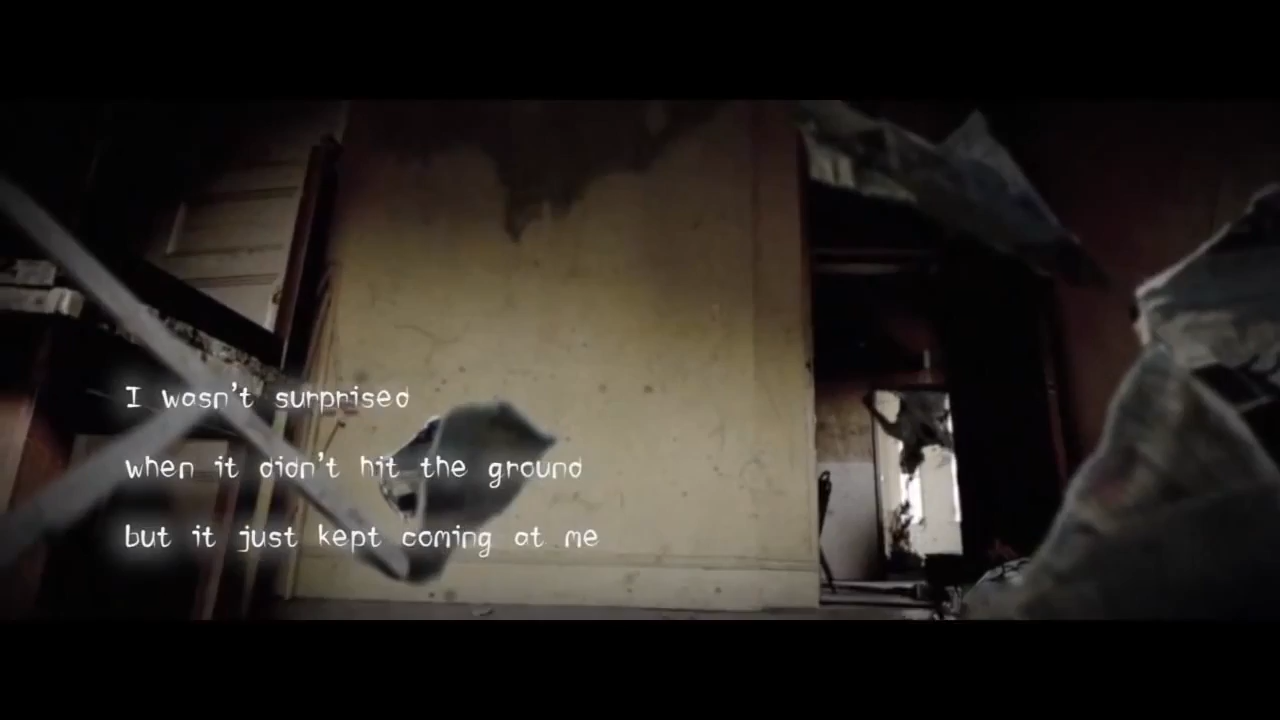 I wasn't surprised
when it didn't hit the ground
but it just kept coming at me